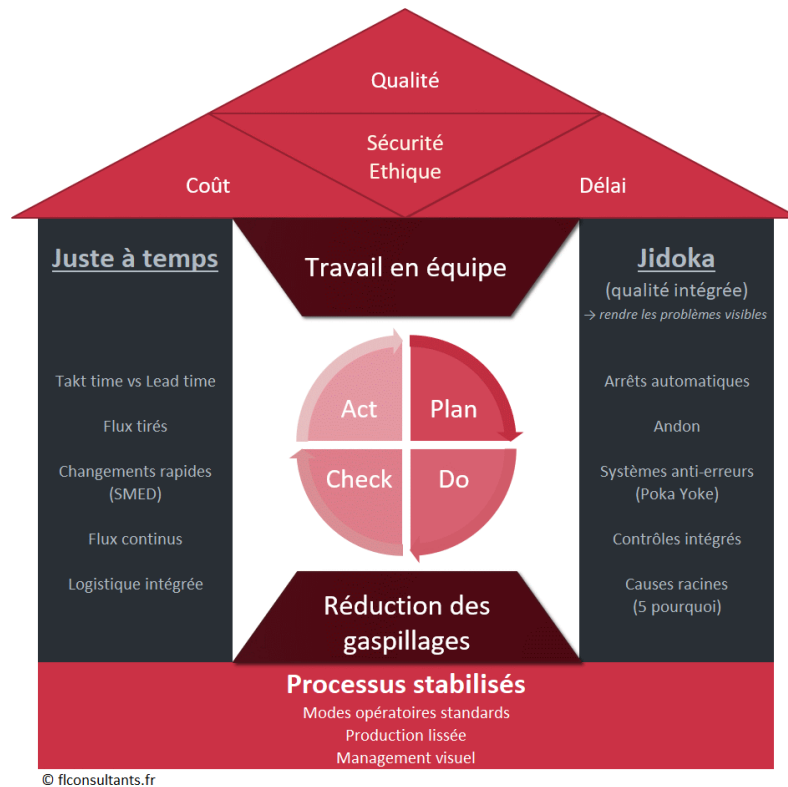 Qualité
Sécurité
Ethique
Coût
Délai
Juste à temps
Takt time vs Lead time
Flux tirés
Changements rapides
(SMED)
Flux continus
Logistique intégrée
Travail en équipe
Act
Plan
Check
Do
Réduction des
gaspillages
Jidoka
(qualité intégrée)
→ rendre les problèmes visibles
Arrêts automatiques
Andon
Systèmes anti-erreurs
(Poka Yoke)
Contrôles intégrés
Causes racines
(5 pourquoi)
Processus stabilisés
Modes opératoires standards
Production lissée
Management visuel
© flconsultants.fr